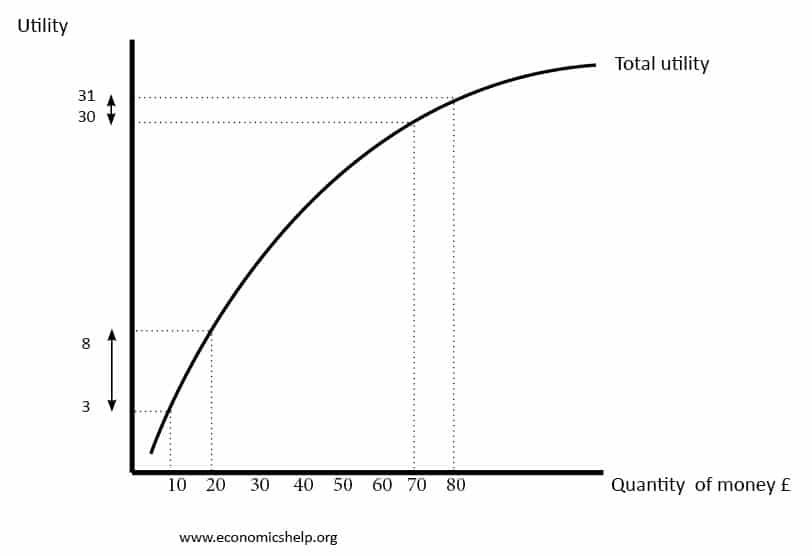 Utility
Total utility
31
30
8
3
10 20 30 40 50 60 70 80
Quantity of money £
www.economicshelp.org